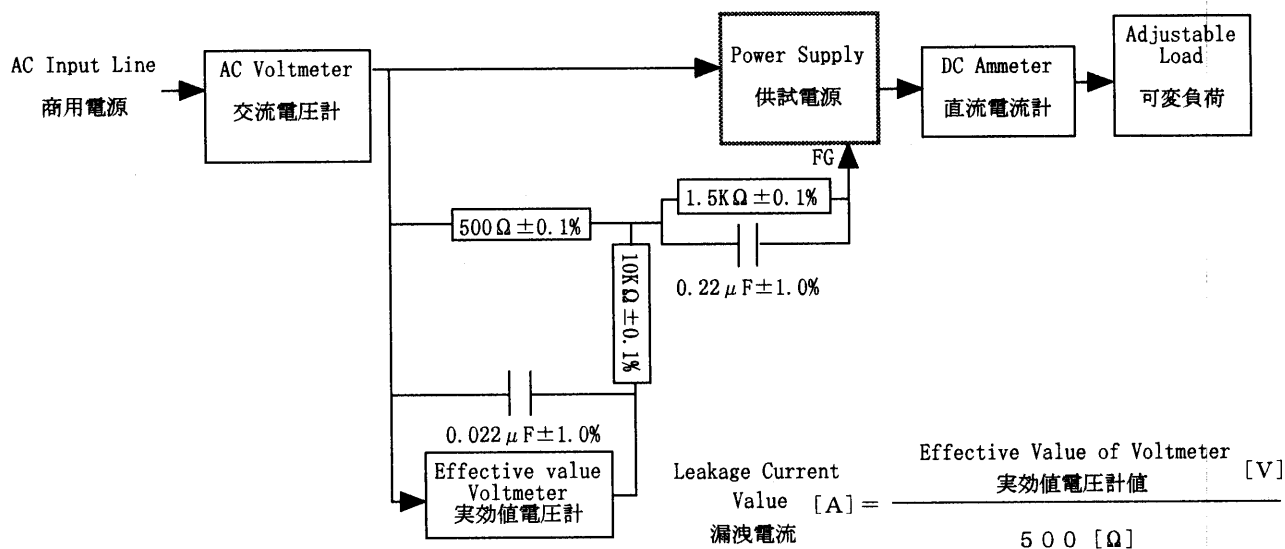 AC Input Line
商用電源
AC Voltmeter
交流電圧計
Power Supply
供試電源
DC Ammeter
直流電流計
Adjustable
Load
可変負荷
FG
1.5KΩ±0.1%
500Ω±0.1%
10KΩ±0.1%
0.22μF±1.0%
0.022μF±1.0%
Effective value
Voltmeter
実効値電圧計
Leakage Current
Value [A]=
漏洩電流
Effective Value of Voltmeter
実効値電圧計値 [V]
500 [Ω]